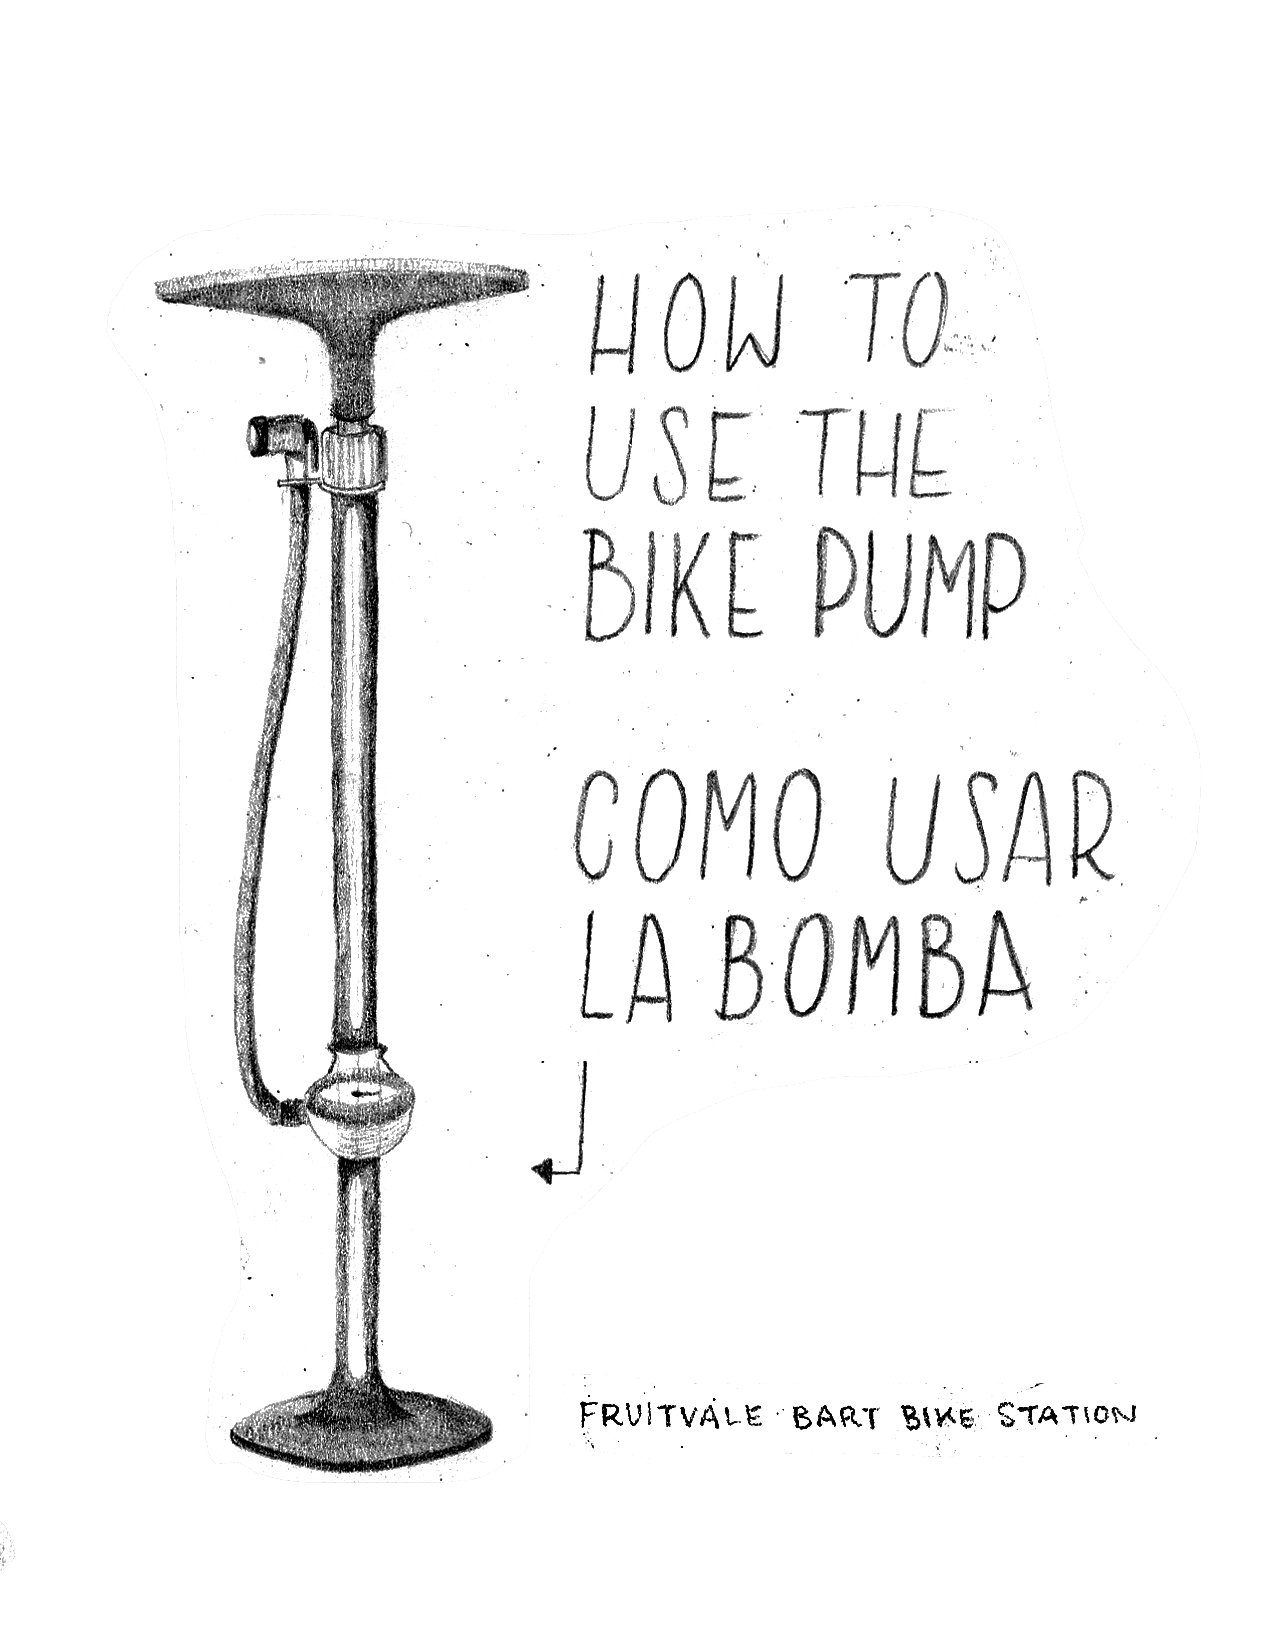 HOW TO
USE THE
BIKE PUMP
COMO USAR
LA BOMBA
FRUITVALE BART BIKE STATION